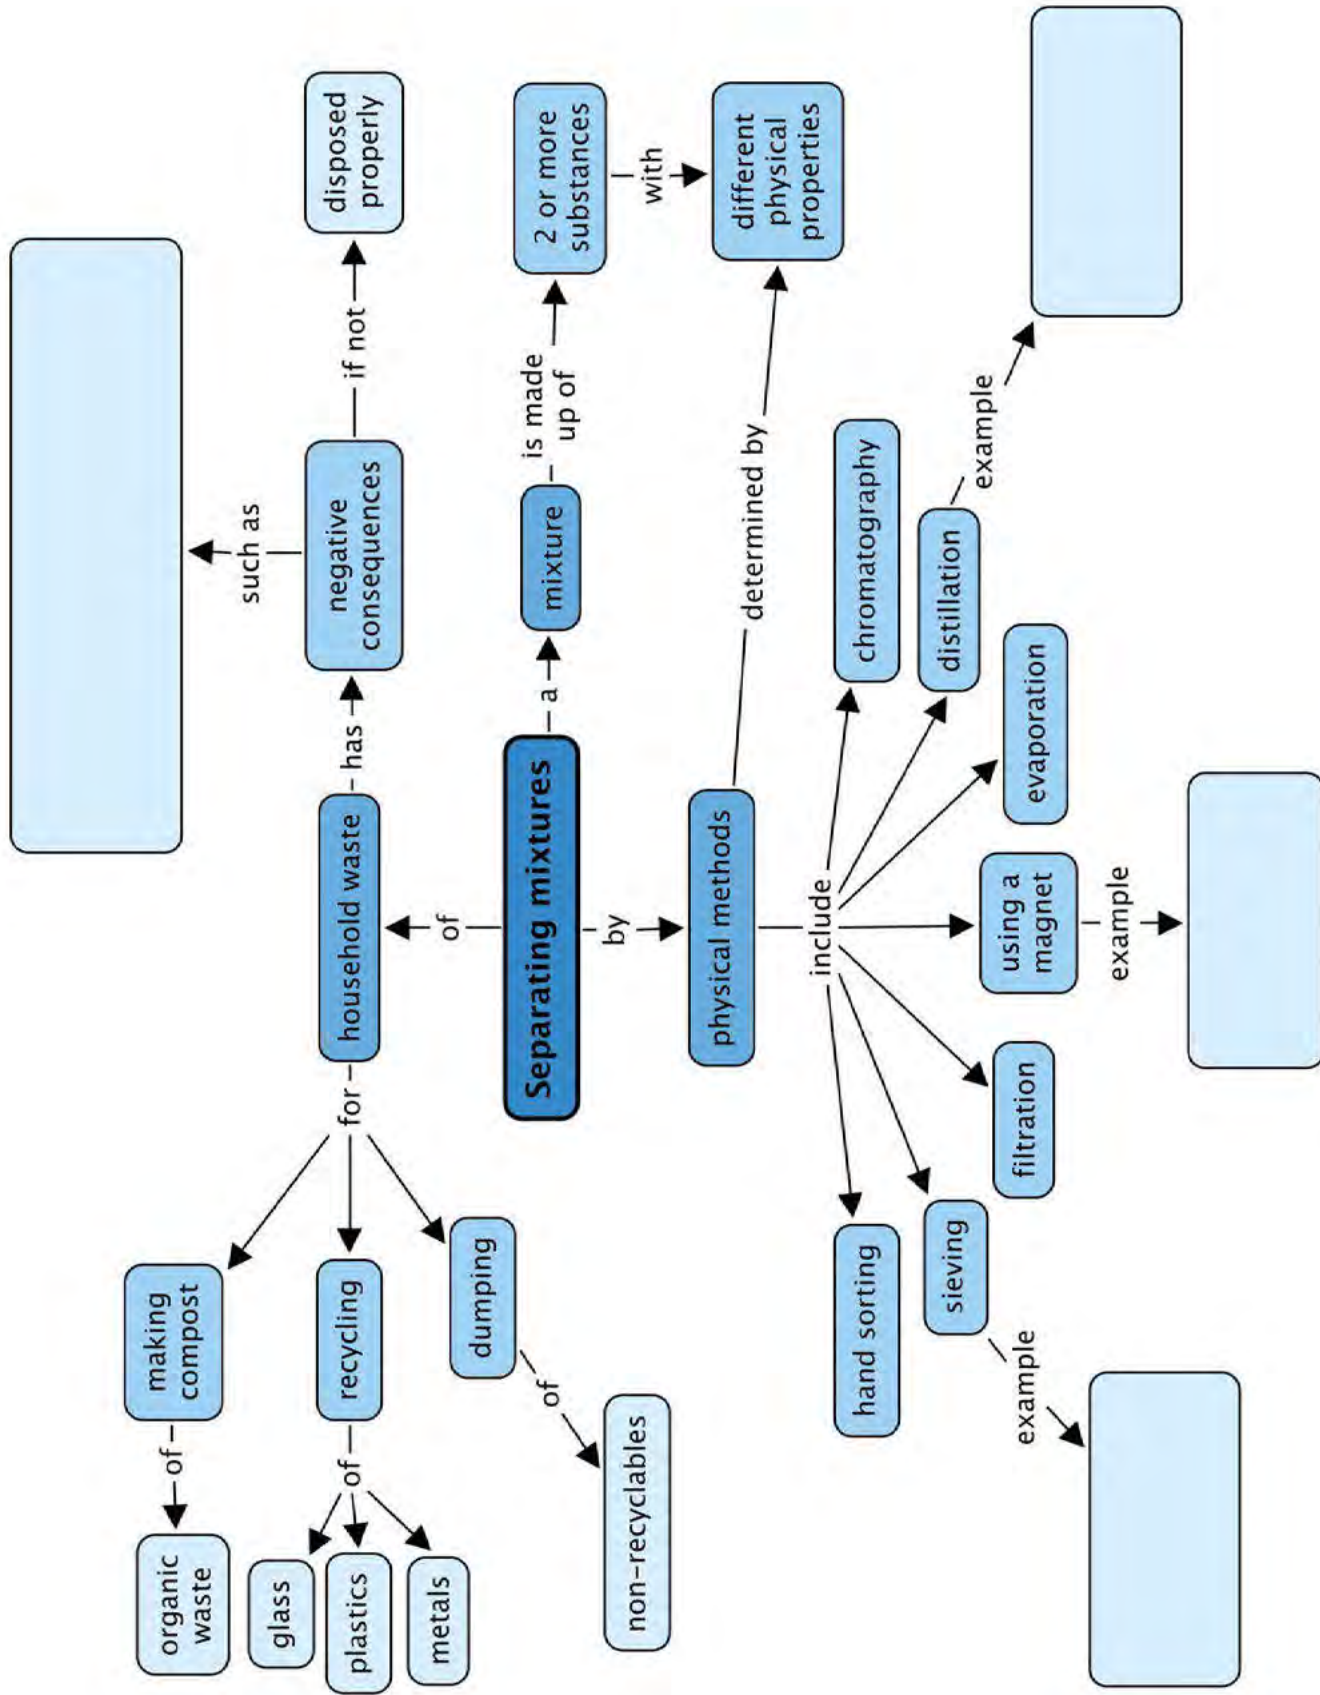 disposed
properly
if not
such as
negative
consequences
has
household waste
for
making
compost
of
organic
waste
recycling
of
glass
plastics
metals
dumping
of
non-recyclables
of
Separating mixtures
a
mixture
is made
up of
2 or more
substances
with
different
physical
properties
by
physical methods
determined by
include
hand sorting
sieving
example
filtration
using a
magnet
example
evaporation
distillation
example
chromatography